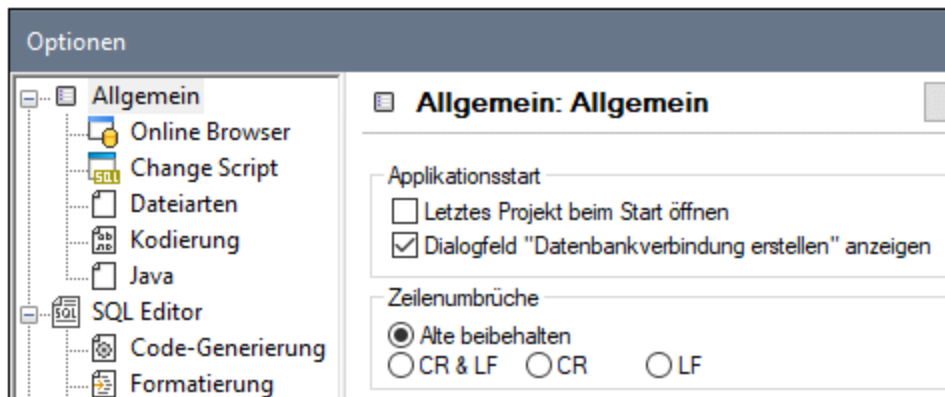 Optionen
Allgemein
Online Browser
Change Script
Dateiarten
Kodierung
Java
SQL Editor
Code-Generierung
Formatierung
Allgemein: Allgemein
Applikationsstart
Letztes Projekt beim Start öffnen
Dialogfeld "Datenbankverbindung erstellen" anzeigen
Zeilenumbrüche
Alte beibehalten
CR & LF CR LF